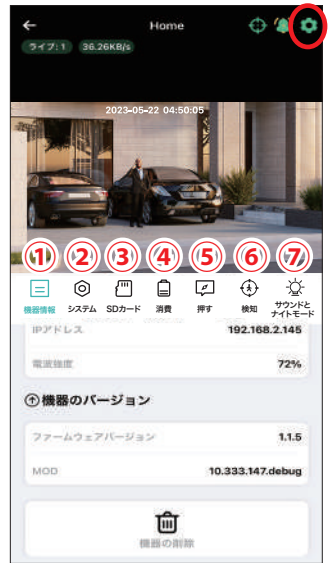 Home
ライブ: 1 36.26KB/s
2023-05-22 04:50:05
① ② ③ ④ ⑤ ⑥ ⑦
機器情報 システム SDカード 消費 押す 検知 サウンドと
ナイトモード
IPアドレス 192.168.2.145
電波強度 72%
機器のバージョン
ファームウェアバージョン 1.1.5
MOD 10.333.147.debug
機器の削除